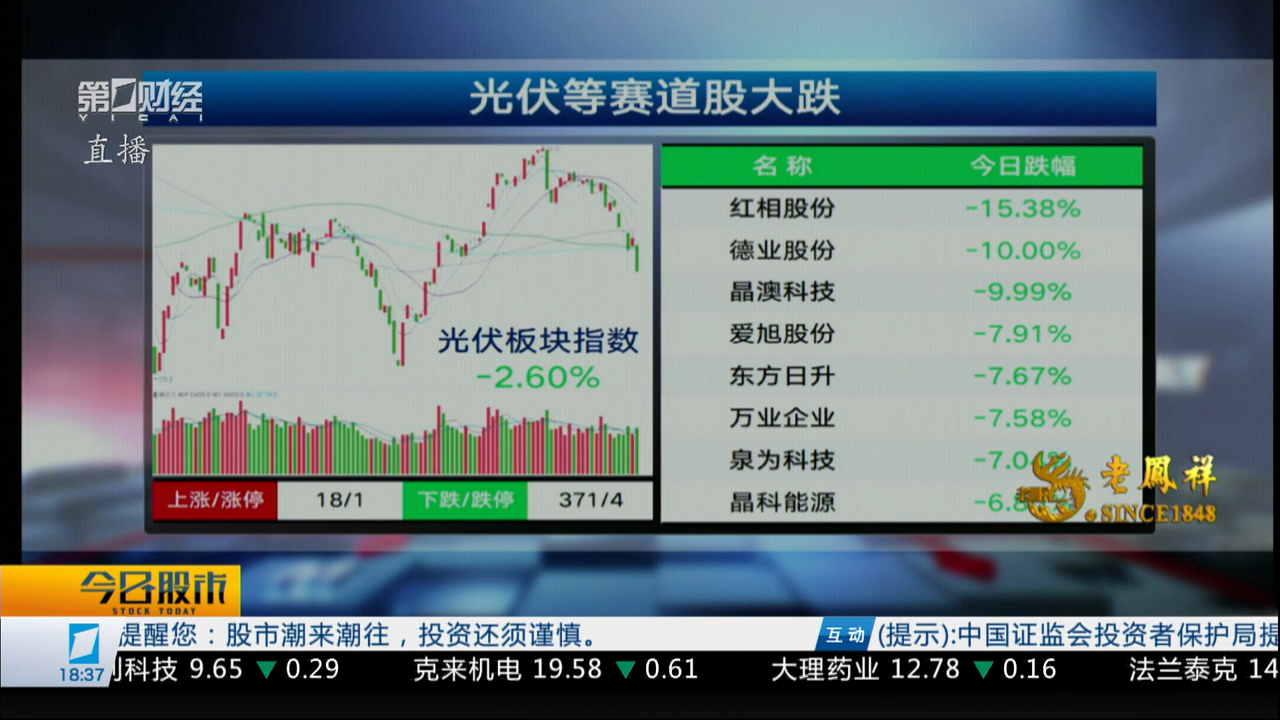 第一财经
YICAI
直播
光伏等赛道股大跌
光伏板块指数
-2.60%
上涨/涨停 18/1 下跌/跌停 371/4
名称 今日跌幅
红相股份 -15.38%
德业股份 -10.00%
晶澳科技 -9.99%
爱旭股份 -7.91%
东方日升 -7.67%
万业企业 -7.58%
泉为科技
晶科能源
老鳳祥
SINCE1848
今日股市
STOCK TODAY
提醒您：股市潮来潮往，投资还须谨慎。 互动 (提示):中国证监会投资者保护局提
18:37
科技 9.65 ▼ 0.29 克来机电 19.58 ▼ 0.61 大理药业 12.78 ▼ 0.16 法兰泰克 14